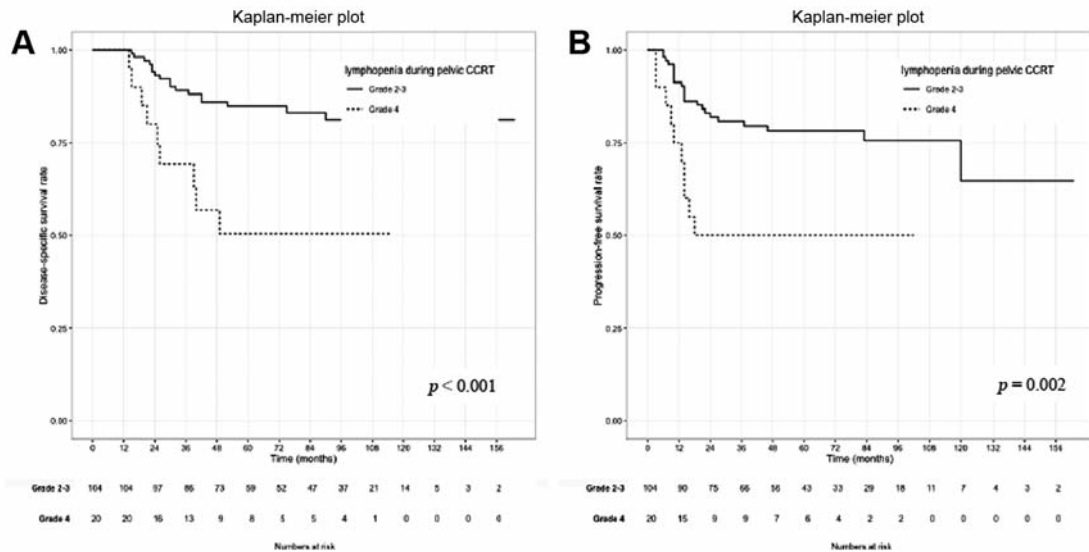 Kaplan-meier plot
A
lymphopenia during pelvic CCRT
Grade 2-3
Grade 4
Disease-specific survival rate
1.00
0.75
0.50
0.25
0.00
p < 0.001
0 12 24 36 48 60 72 84 96 108 120 132 144 156
Time (months)
Grade 2-3 104 104 97 86 73 59 52 47 37 21 14 5 3 2
Grade 4 20 20 16 13 9 8 5 5 4 1 0 0 0 0
Numbers at risk
Kaplan-meier plot
B
lymphopenia during pelvic CCRT
Grade 2-3
Grade 4
Progression-free survival rate
1.00
0.75
0.50
0.25
0.00
p = 0.002
0 12 24 36 48 60 72 84 96 108 120 132 144 156
Time (months)
Grade 2-3 104 90 75 66 56 43 33 29 18 11 7 4 3 2
Grade 4 20 15 9 9 7 6 4 2 2 0 0 0 0 0
Numbers at risk